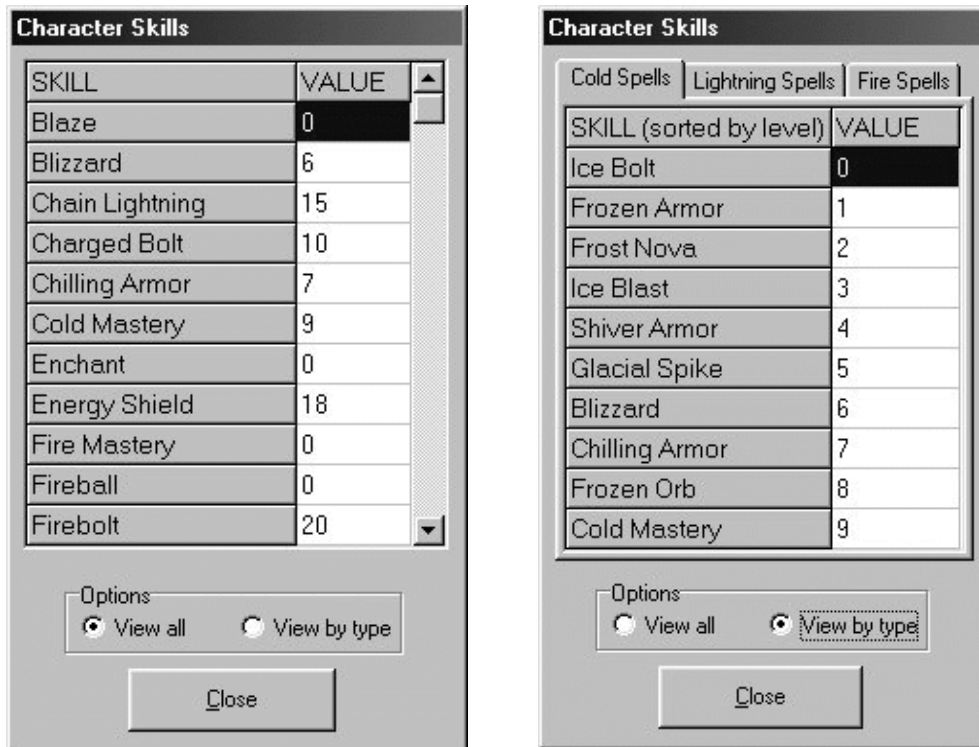 Character Skills
SKILL VALUE
Blaze 0
Blizzard 6
Chain Lightning 15
Charged Bolt 10
Chilling Armor 7
Cold Mastery 9
Enchant 0
Energy Shield 18
Fire Mastery 0
Fireball 0
Firebolt 20
Options
View all View by type
Close
Character Skills
Cold Spells Lightning Spells Fire Spells
SKILL (sorted by level) VALUE
Ice Bolt 0
Frozen Armor 1
Frost Nova 2
Ice Blast 3
Shiver Armor 4
Glacial Spike 5
Blizzard 6
Chilling Armor 7
Frozen Orb 8
Cold Mastery 9
Options
View all View by type
Close